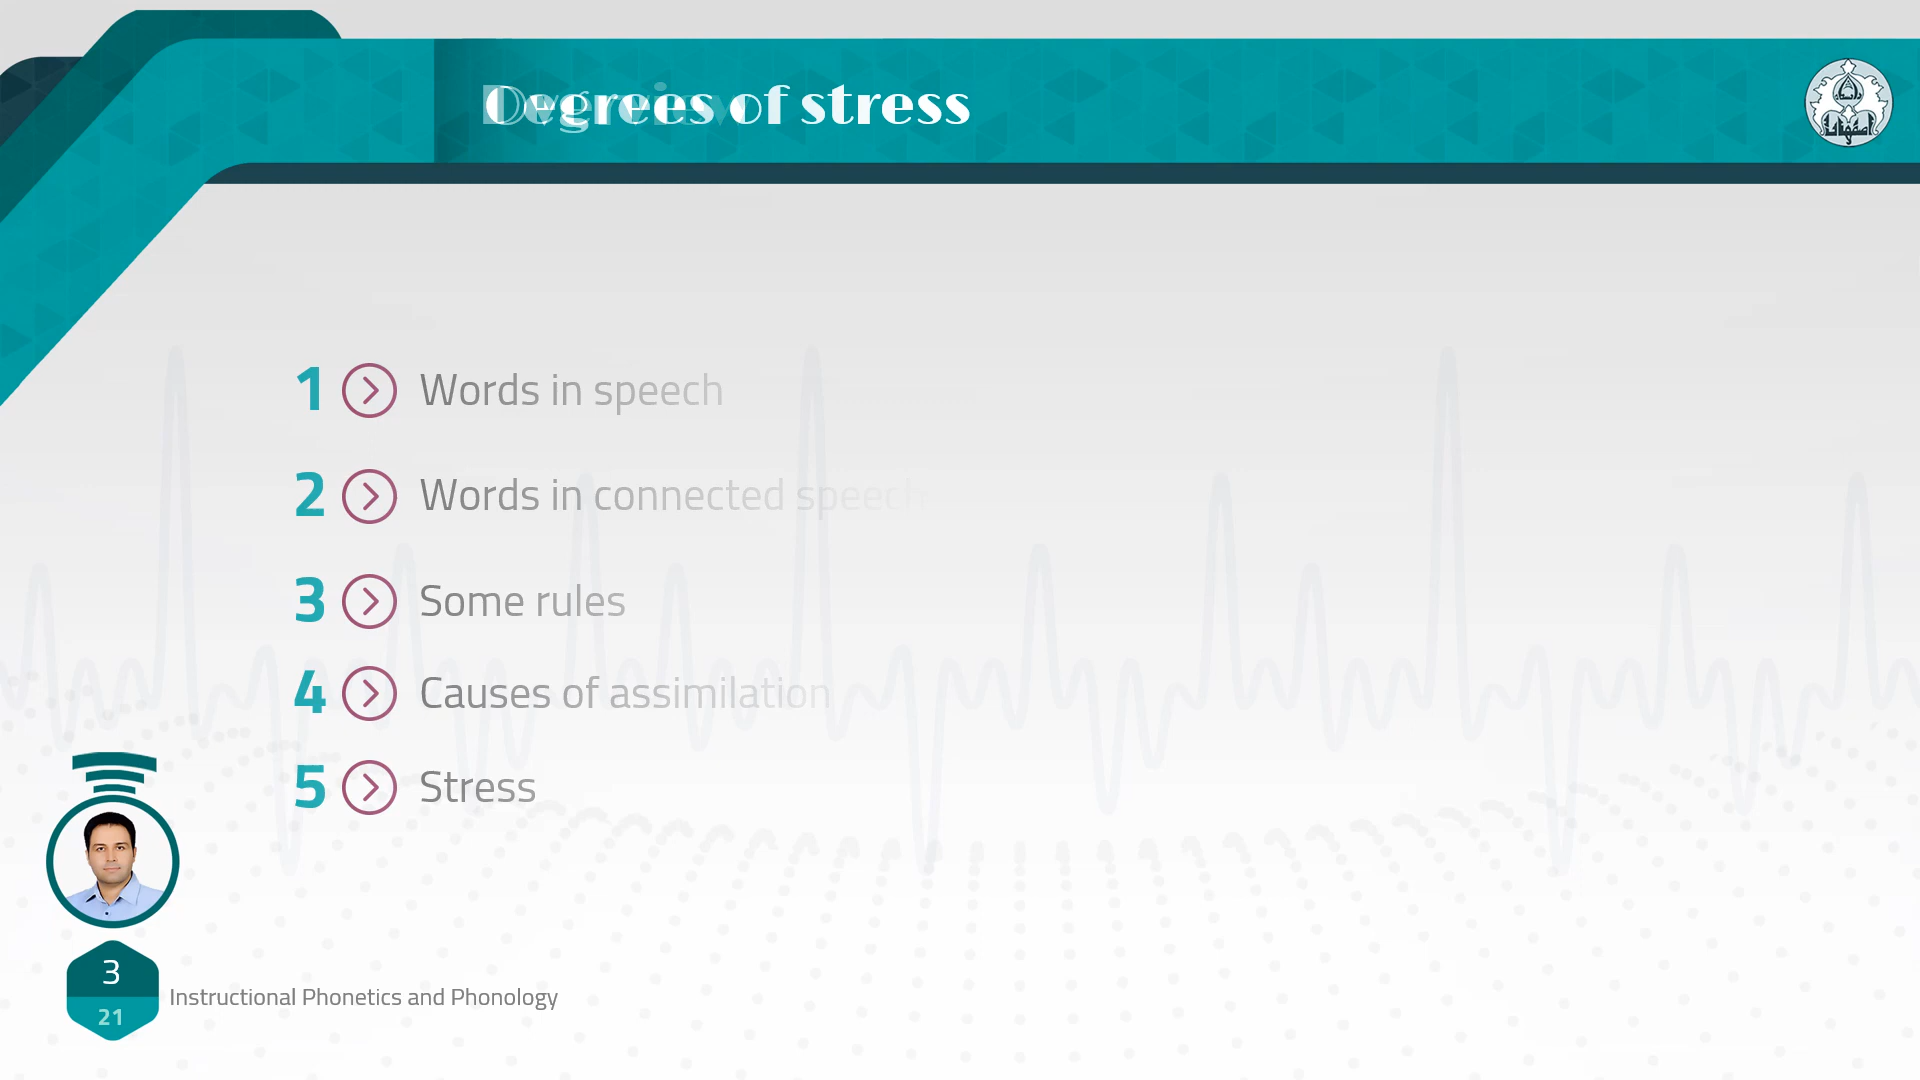 Degrees of stress
1 Words in speech
2 Words in connected speech
3 Some rules
4 Causes of assimilation
5 Stress
3
21
Instructional Phonetics and Phonology